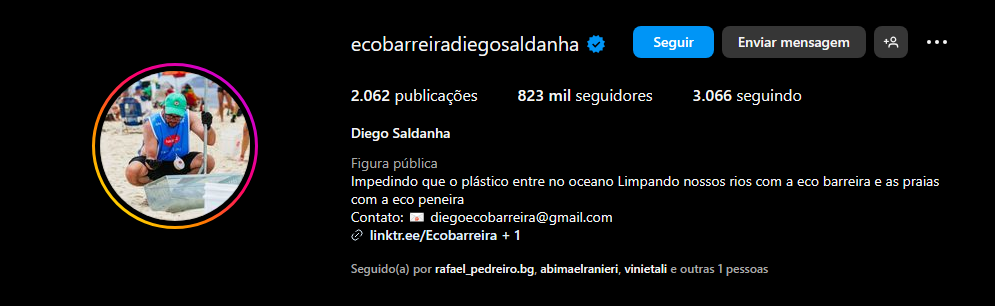 ecobarreiradiegosaldanha
Seguir
Enviar mensagem
2.062 publicações 823 mil seguidores 3.066 seguindo
Diego Saldanha
Figura pública
Impedindo que o plástico entre no oceano Limpando nossos rios com a eco barreira e as praias
com a eco peneira
Contato: 📧 diegoecobarreira@gmail.com
linktr.ee/Ecobarreira + 1
Seguido(a) por rafael_pedreiro.bg, abimaelranieri, vinietali e outras 1 pessoas